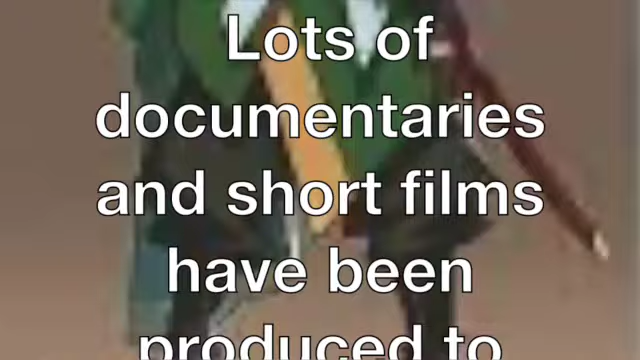 Lots of
documentaries
and short films
have been
produced to